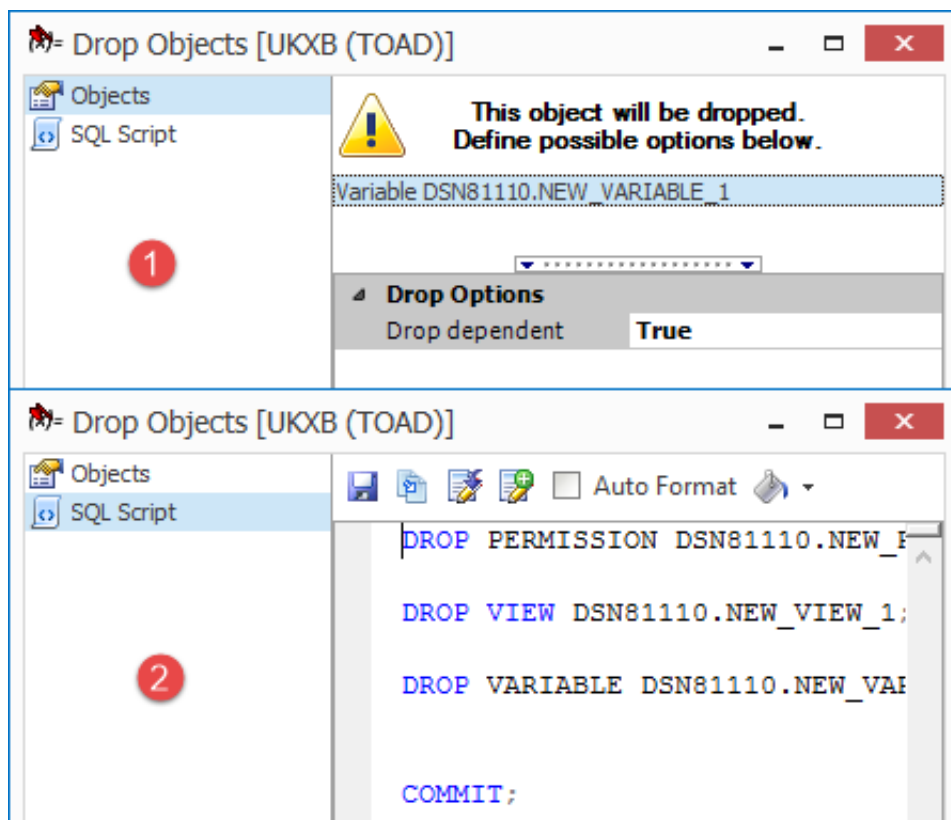 Drop Objects [UKXB (TOAD)]
Objects
SQL Script
This object will be dropped.
Define possible options below.
Variable DSN81110.NEW_VARIABLE_1
1
Drop Options
Drop dependent True
Drop Objects [UKXB (TOAD)]
Objects
SQL Script
Auto Format
DROP PERMISSION DSN81110.NEW_
DROP VIEW DSN81110.NEW_VIEW_1;
DROP VARIABLE DSN81110.NEW_VA
2
COMMIT;